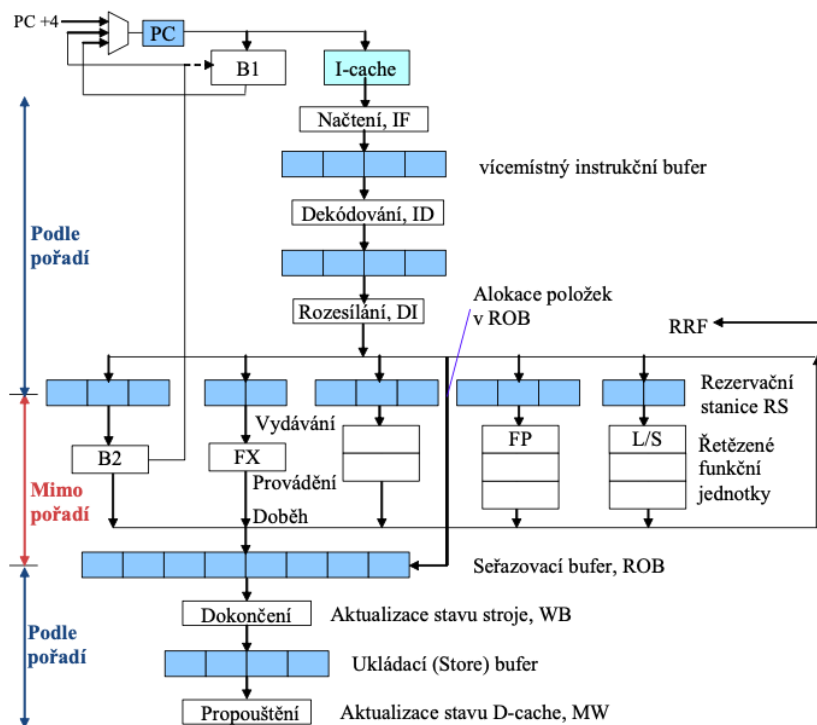 PC +4
PC
B1
I-cache
Načtení, IF
vícemístný instrukční bufer
Dekódování, ID
Podle
pořadí
Rozesílání, DI
Alokace položek
v ROB
RRF
Rezervační
stanice RS
Vydávání
B2
FX
FP
L/S
Řetězené
funkční
jednotky
Provádění
Mimo
pořadí
Doběh
Seřazovací bufer, ROB
Dokončení
Aktualizace stavu stroje, WB
Podle
pořadí
Ukládací (Store) bufer
Propouštění
Aktualizace stavu D-cache, MW